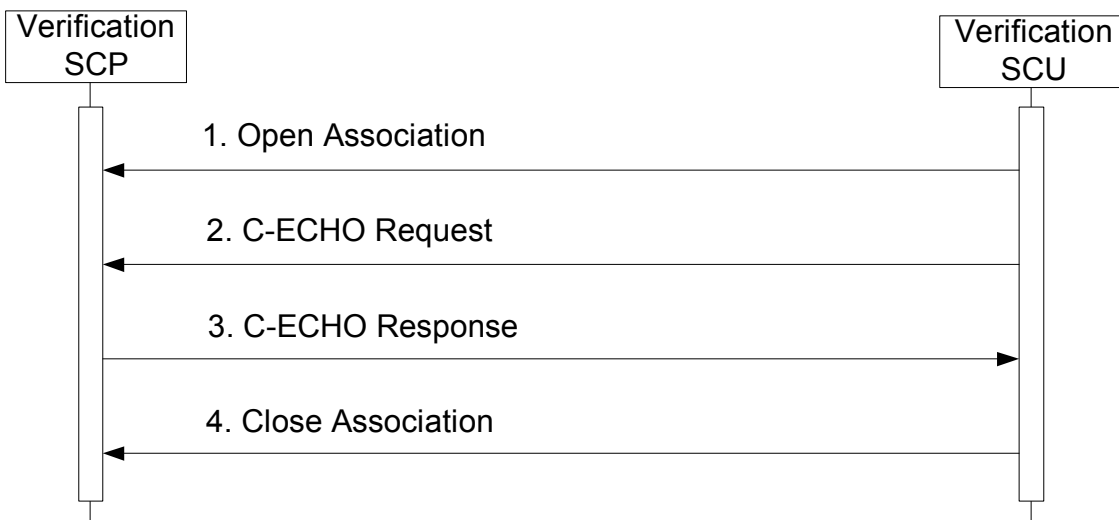 Verification
SCP
Verification
SCU
1. Open Association
2. C-ECHO Request
3. C-ECHO Response
4. Close Association